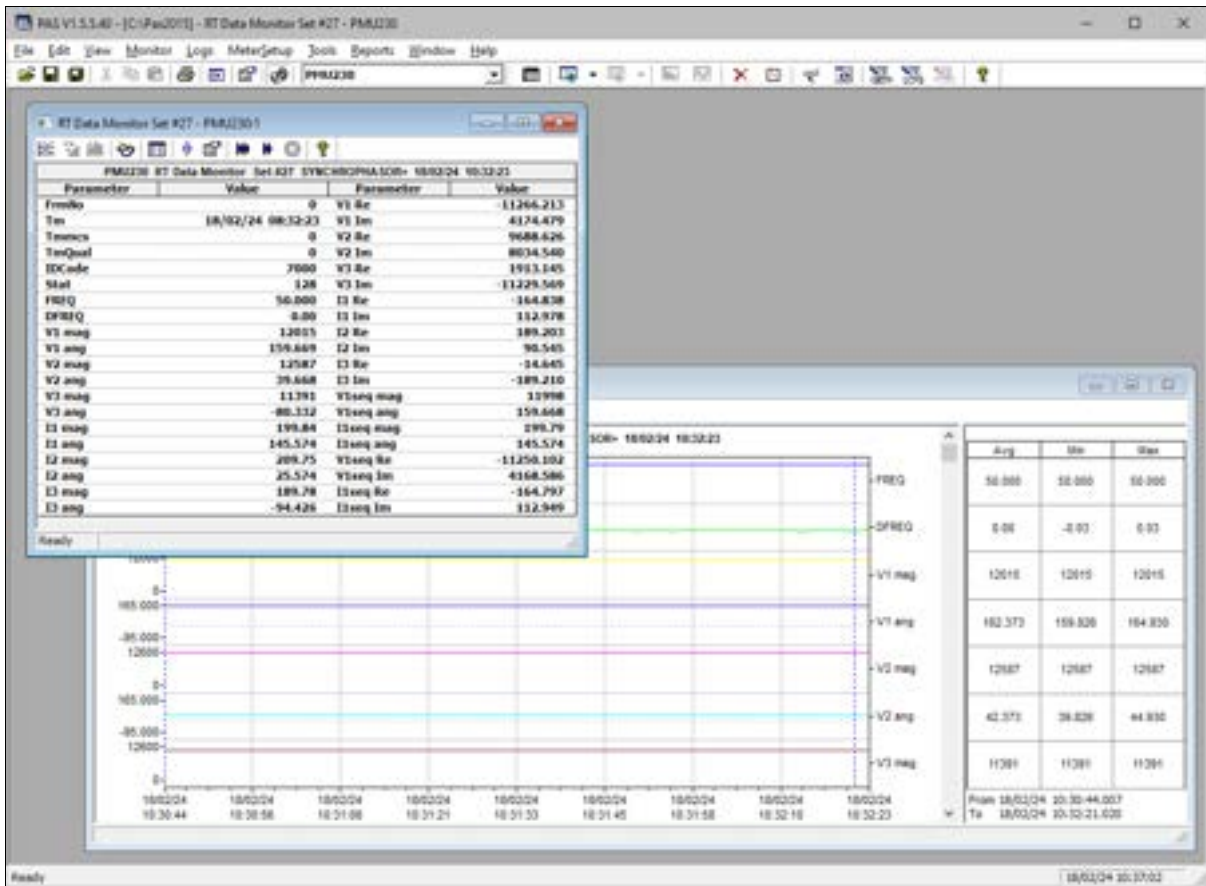 PAS V1.5.5.40 - [C:\Pas2015] - RT Data Monitor Set #27 - PMU230
File Edit View Monitor Logs MeterSetup Tools Reports Window Help
PMU230
RT Data Monitor Set #27 - PMU230:1
PMU230 RT Data Monitor Set #27 SYNCHROPHASOR+ 18/02/24 10:32:23
Parameter Value Parameter Value
FrmNo 0 V1 Re -11266.213
Tm 18/02/24 08:32:23 V1 Im 4174.479
Tmmcs 0 V2 Re 9688.626
TmQual 0 V2 Im 8034.540
IDCode 7000 V3 Re 1913.145
Stat 128 V3 Im -11229.569
FREQ 50.000 I1 Re -164.838
DFREQ 0.00 I1 Im 112.978
V1 mag 12015 I2 Re 189.203
V1 ang 159.669 I2 Im 90.545
V2 mag 12587 I3 Re -14.645
V2 ang 39.668 I3 Im -189.210
V3 mag 11391 V1seq mag 11998
V3 ang -80.332 V1seq ang 159.668
I1 mag 199.84 I1seq mag 199.79
I1 ang 145.574 I1seq ang 145.574
I2 mag 209.75 V1seq Re -11250.102
I2 ang 25.574 V1seq Im 4168.586
I3 mag 189.78 I1seq Re -164.797
I3 ang -94.426 I1seq Im 112.949
Ready
SOR+ 18/02/24 10:32:23
Avg Min Max
FREQ 50.000 50.000 50.000
DFREQ 0.00 -0.03 0.03
0
V1 mag 12015 12015 12015
165.000
-35.000
V1 ang 162.373 159.828 164.930
12600
0
V2 mag 12587 12587 12587
165.000
-35.000
V2 ang 42.373 39.828 44.930
12600
0
V3 mag 11391 11391 11391
18/02/24 18/02/24 18/02/24 18/02/24 18/02/24 18/02/24 18/02/24 18/02/24 18/02/24
10:30:44 10:30:56 10:31:08 10:31:21 10:31:33 10:31:45 10:31:58 10:32:10 10:32:23
From 18/02/24 10:30:44.007
To 18/02/24 10:32:21.020
Ready
18/02/24 10:37:02